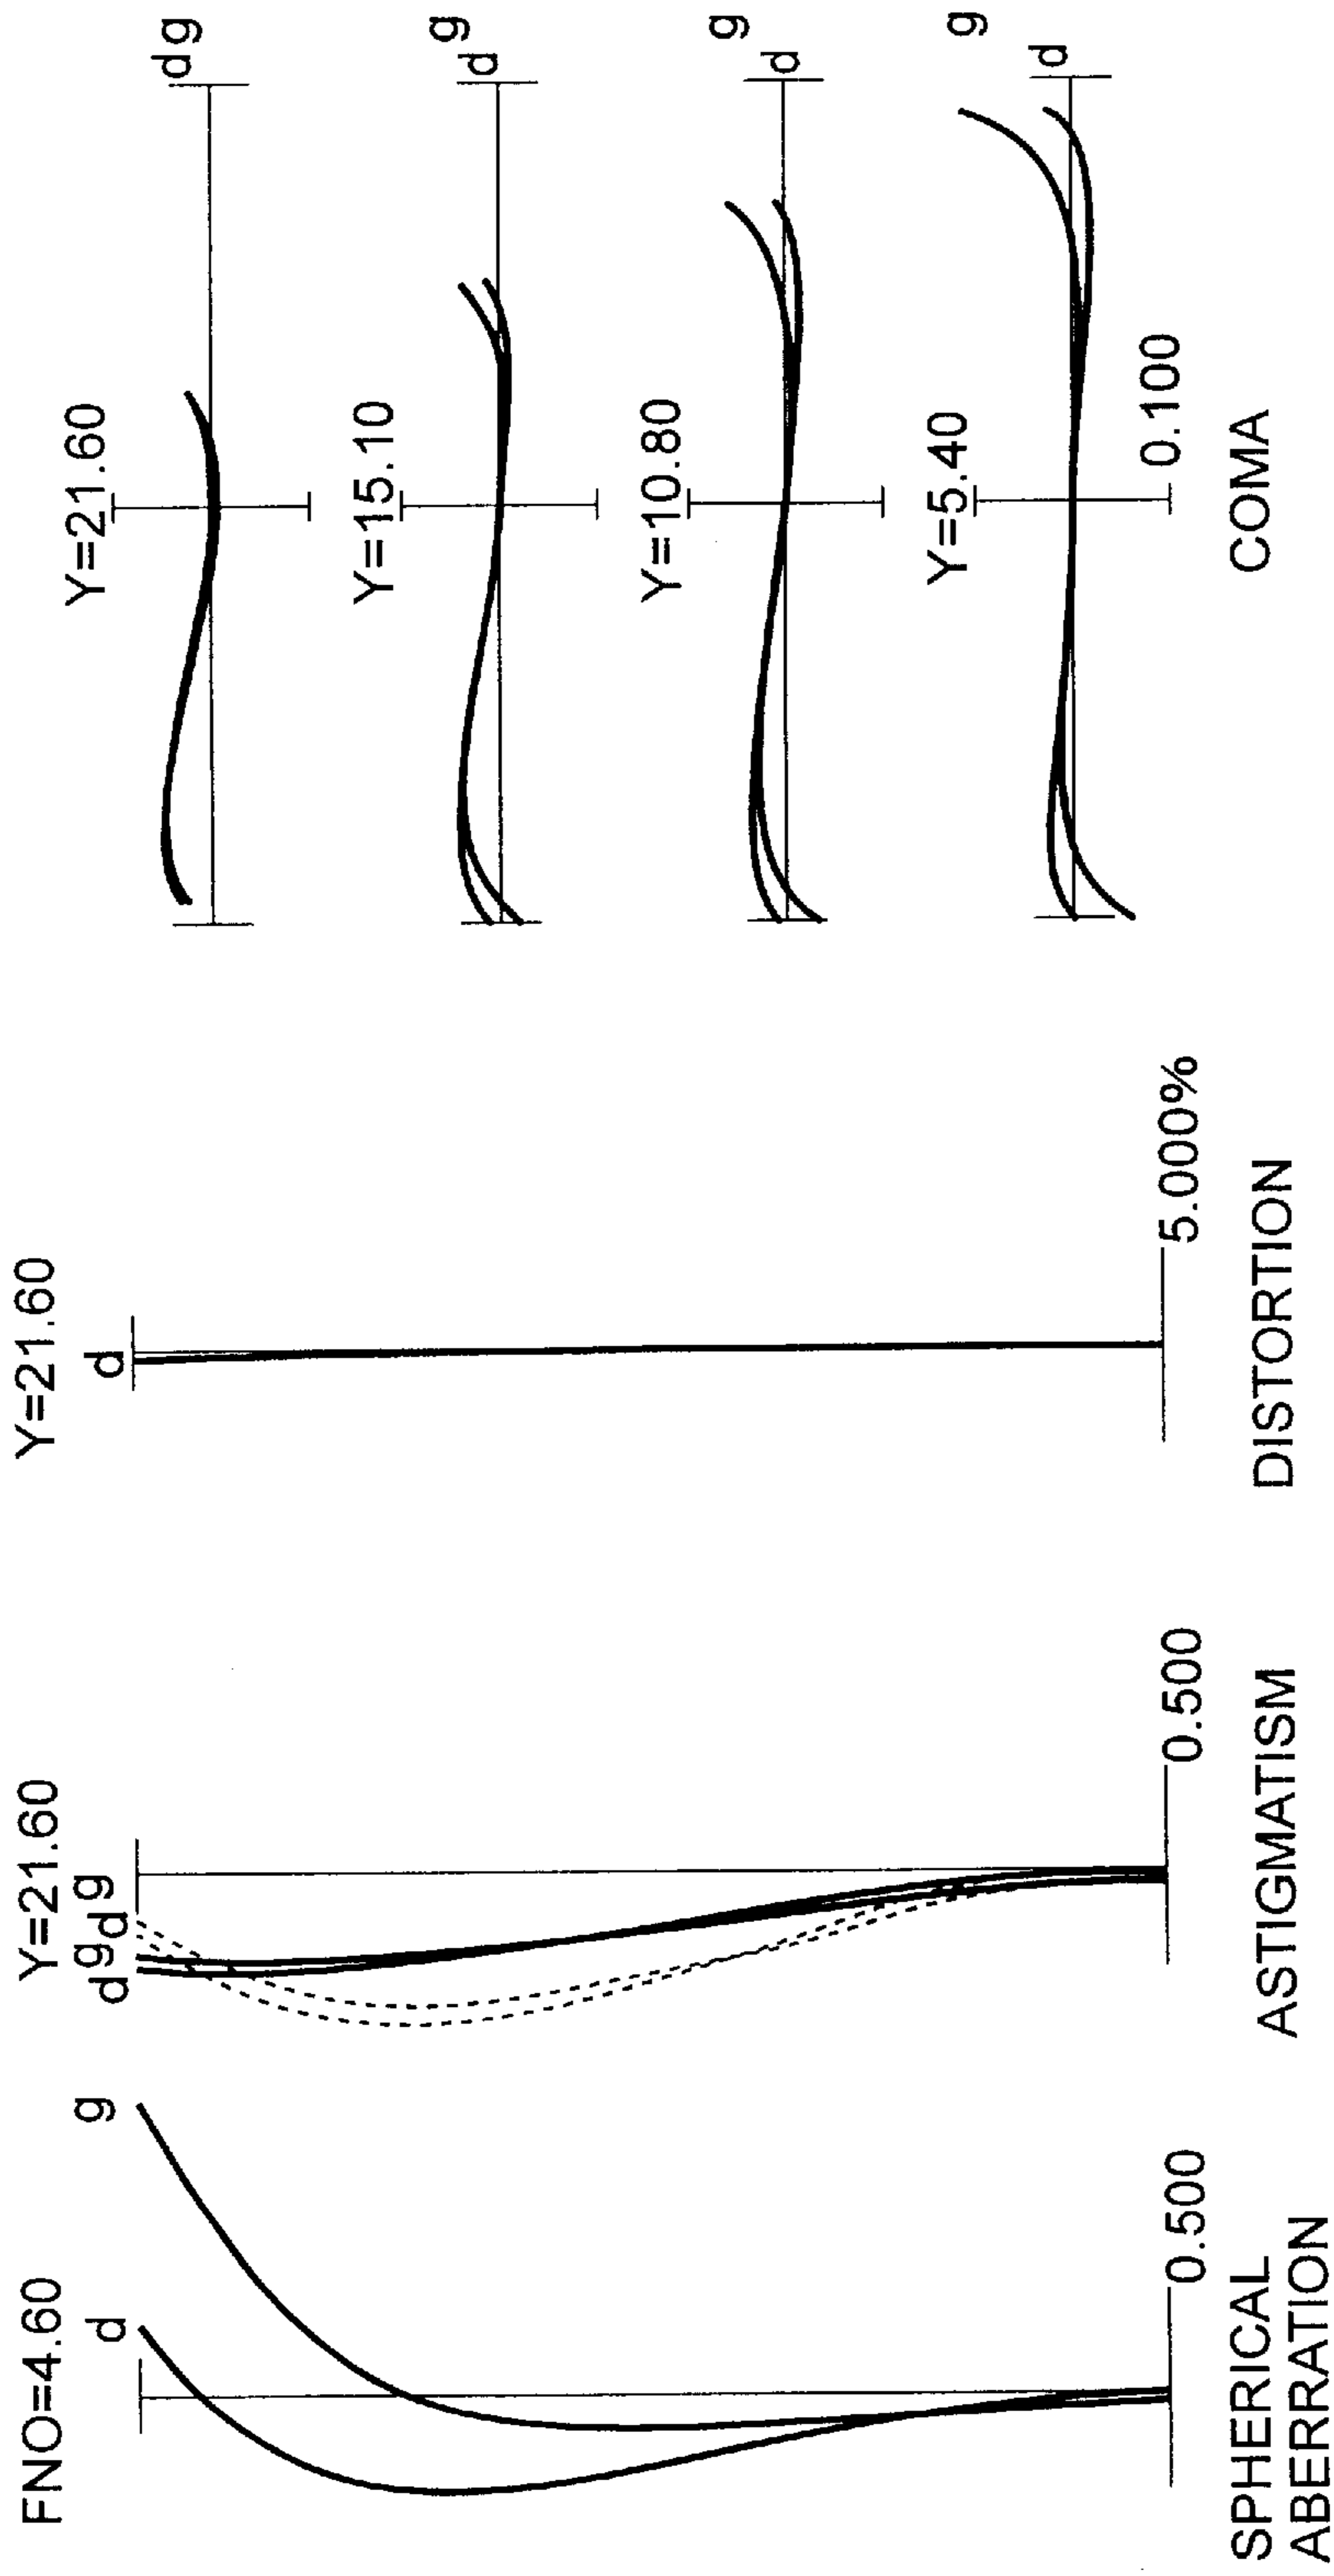 FNO=4.60
d
g
0.500
SPHERICAL
ABERRATION
Y=21.60
d g d g
0.500
ASTIGMATISM
Y=21.60
d
5.000%
DISTORTION
Y=21.60
d g
Y=15.10
d g
Y=10.80
d g
Y=5.40
d g
0.100
COMA